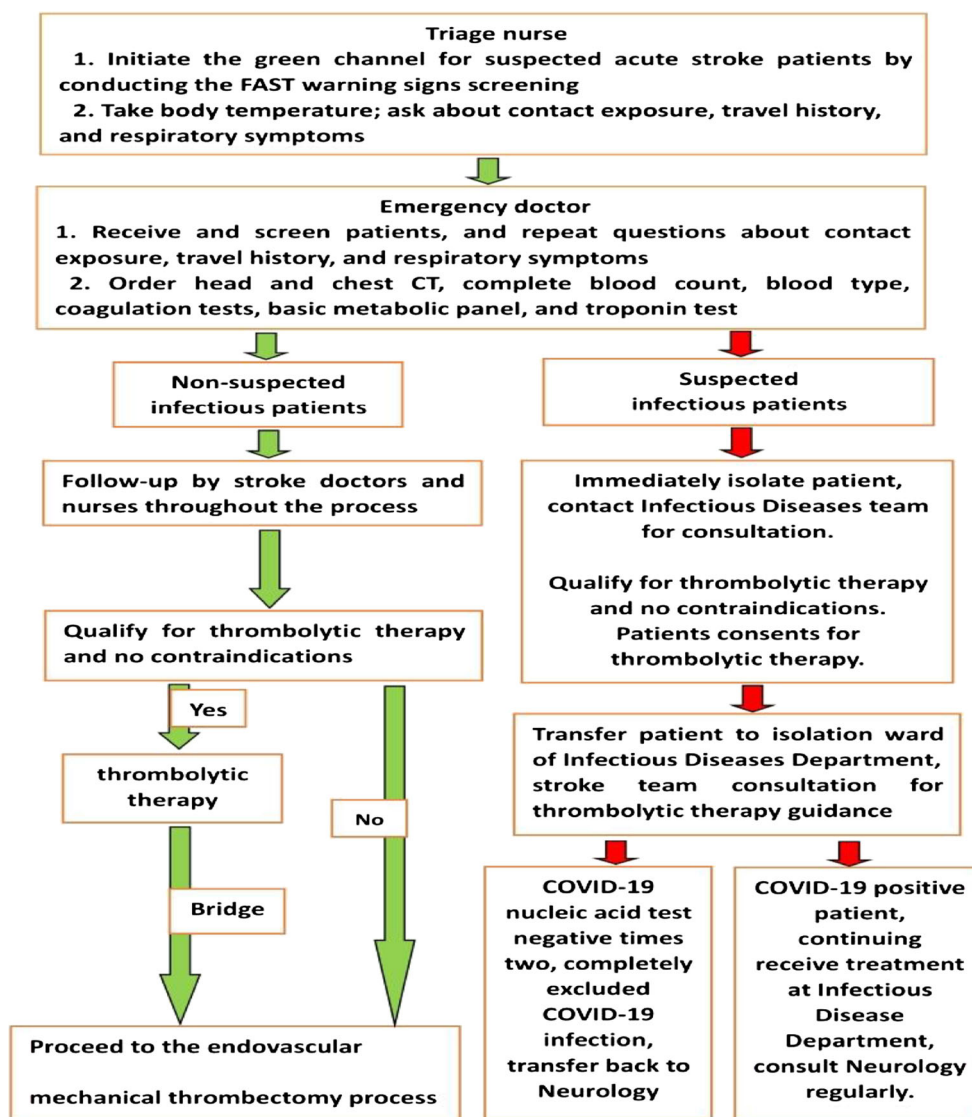 Triage nurse
1. Initiate the green channel for suspected acute stroke patients by
conducting the FAST warning signs screening
2. Take body temperature; ask about contact exposure, travel history,
and respiratory symptoms
Emergency doctor
1. Receive and screen patients, and repeat questions about contact
exposure, travel history, and respiratory symptoms
2. Order head and chest CT, complete blood count, blood type,
coagulation tests, basic metabolic panel, and troponin test
Non-suspected
infectious patients
Follow-up by stroke doctors and
nurses throughout the process
Qualify for thrombolytic therapy
and no contraindications
Yes
thrombolytic
therapy
No
Bridge
Proceed to the endovascular
mechanical thrombectomy process
Suspected
infectious patients
Immediately isolate patient,
contact Infectious Diseases team
for consultation.
Qualify for thrombolytic therapy
and no contraindications.
Patients consents for
thrombolytic therapy.
Transfer patient to isolation ward
of Infectious Diseases Department,
stroke team consultation for
thrombolytic therapy guidance
COVID-19
nucleic acid test
negative times
two, completely
excluded
COVID-19
infection,
transfer back to
Neurology
COVID-19 positive
patient,
continuing
receive treatment
at Infectious
Disease
Department,
consult Neurology
regularly.